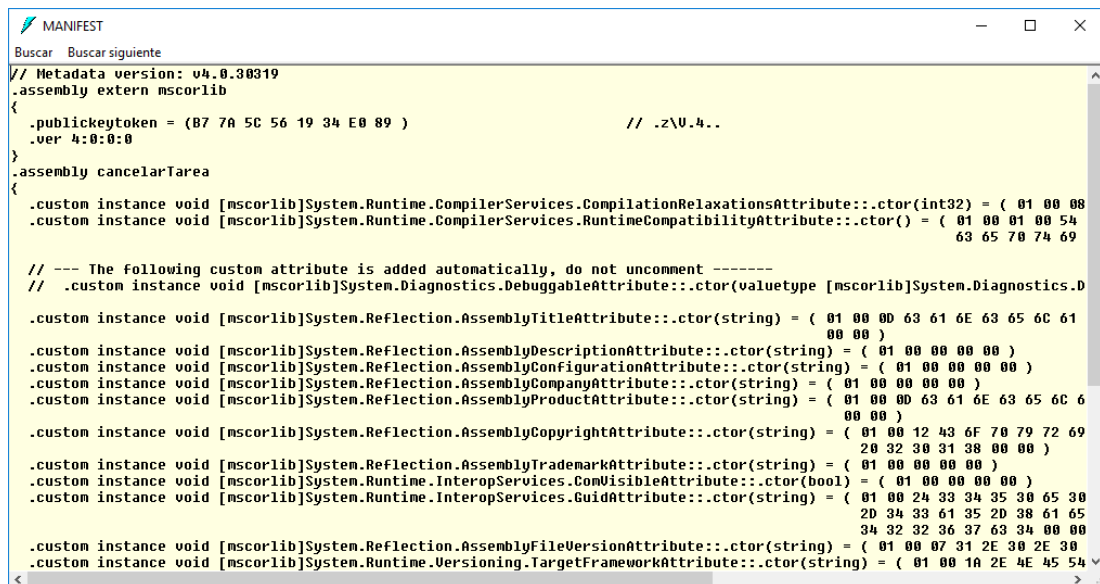 MANIFEST
Buscar Buscar siguiente
// Metadata version: v4.0.30319
.assembly extern mscorlib
{
  .publickeytoken = (B7 7A 5C 56 19 34 E0 89 )                         // .z\V.4..
  .ver 4:0:0:0
}
.assembly cancelarTarea
{
  .custom instance void [mscorlib]System.Runtime.CompilerServices.CompilationRelaxationsAttribute::.ctor(int32) = ( 01 00 08
  .custom instance void [mscorlib]System.Runtime.CompilerServices.RuntimeCompatibilityAttribute::.ctor() = ( 01 00 01 00 54
63 65 70 74 69
  // --- The following custom attribute is added automatically, do not uncomment -------
  //  .custom instance void [mscorlib]System.Diagnostics.DebuggableAttribute::.ctor(valuetype [mscorlib]System.Diagnostics.D
  .custom instance void [mscorlib]System.Reflection.AssemblyTitleAttribute::.ctor(string) = ( 01 00 0D 63 61 6E 63 65 6C 61
00 00 )
  .custom instance void [mscorlib]System.Reflection.AssemblyDescriptionAttribute::.ctor(string) = ( 01 00 00 00 00 )
  .custom instance void [mscorlib]System.Reflection.AssemblyConfigurationAttribute::.ctor(string) = ( 01 00 00 00 00 )
  .custom instance void [mscorlib]System.Reflection.AssemblyCompanyAttribute::.ctor(string) = ( 01 00 00 00 00 )
  .custom instance void [mscorlib]System.Reflection.AssemblyProductAttribute::.ctor(string) = ( 01 00 0D 63 61 6E 63 65 6C 6
00 00 )
  .custom instance void [mscorlib]System.Reflection.AssemblyCopyrightAttribute::.ctor(string) = ( 01 00 12 43 6F 70 79 72 69
20 32 30 31 38 00 00 )
  .custom instance void [mscorlib]System.Reflection.AssemblyTrademarkAttribute::.ctor(string) = ( 01 00 00 00 00 )
  .custom instance void [mscorlib]System.Runtime.InteropServices.ComVisibleAttribute::.ctor(bool) = ( 01 00 00 00 00 )
  .custom instance void [mscorlib]System.Runtime.InteropServices.GuidAttribute::.ctor(string) = ( 01 00 24 33 34 35 30 65 30
2D 34 33 61 35 2D 38 61 65
34 32 32 36 37 63 34 00 00
  .custom instance void [mscorlib]System.Reflection.AssemblyFileVersionAttribute::.ctor(string) = ( 01 00 07 31 2E 30 2E 30
  .custom instance void [mscorlib]System.Runtime.Versioning.TargetFrameworkAttribute::.ctor(string) = ( 01 00 1A 2E 4E 45 54